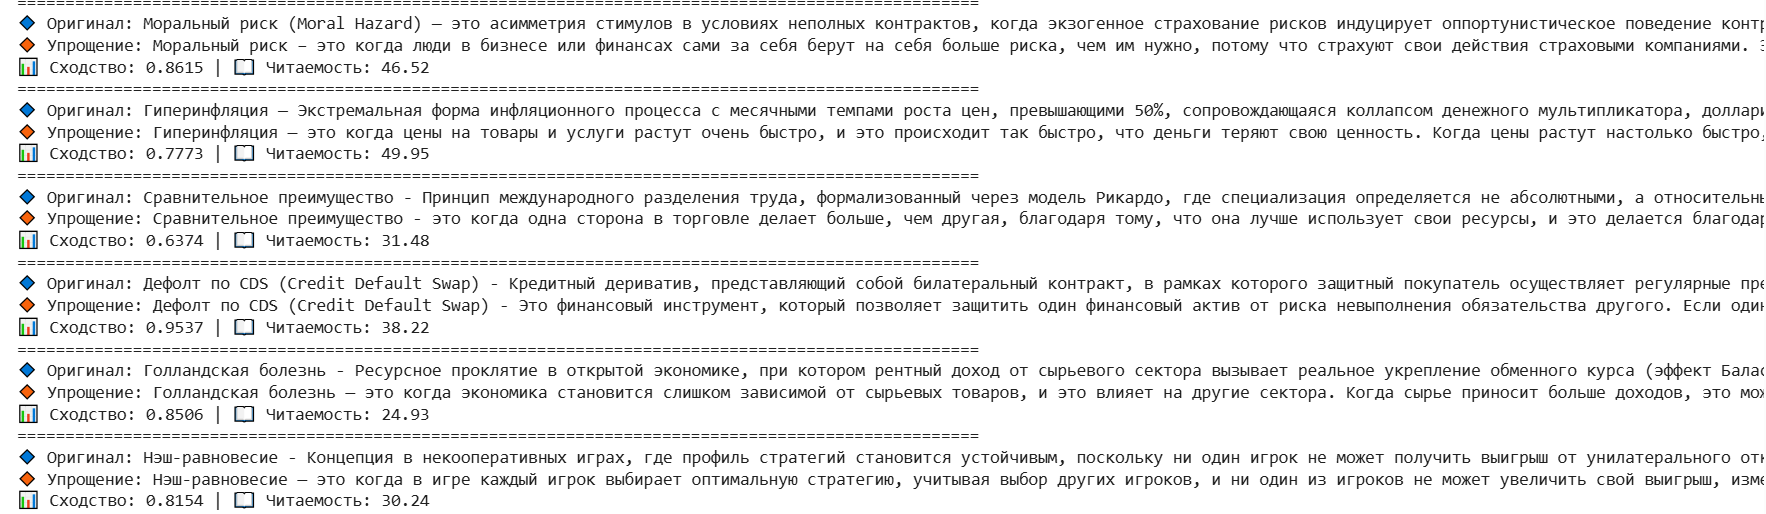 ================================================================================================
🔷 Оригинал: Моральный риск (Moral Hazard) — это асимметрия стимулов в условиях неполных контрактов, когда экзогенное страхование рисков индуцирует оппортунистическое поведение конт
🔶 Упрощение: Моральный риск – это когда люди в бизнесе или финансах сами за себя берут на себя больше риска, чем им нужно, потому что страхуют свои действия страховыми компаниями.
📊 Сходство: 0.8615 | 📖 Читаемость: 46.52
================================================================================================
🔷 Оригинал: Гиперинфляция — Экстремальная форма инфляционного процесса с месячными темпами роста цен, превышающими 50%, сопровождающаяся коллапсом денежного мультипликатора, доллари
🔶 Упрощение: Гиперинфляция — это когда цены на товары и услуги растут очень быстро, и это происходит так быстро, что деньги теряют свою ценность. Когда цены растут настолько быстро,
📊 Сходство: 0.7773 | 📖 Читаемость: 49.95
================================================================================================
🔷 Оригинал: Сравнительное преимущество - Принцип международного разделения труда, формализованный через модель Рикардо, где специализация определяется не абсолютными, а относительны
🔶 Упрощение: Сравнительное преимущество - это когда одна сторона в торговле делает больше, чем другая, благодаря тому, что она лучше использует свои ресурсы, и это делается благодар
📊 Сходство: 0.6374 | 📖 Читаемость: 31.48
================================================================================================
🔷 Оригинал: Дефолт по CDS (Credit Default Swap) - Кредитный дериватив, представляющий собой билатеральный контракт, в рамках которого защитный покупатель осуществляет регулярные пре
🔶 Упрощение: Дефолт по CDS (Credit Default Swap) - Это финансовый инструмент, который позволяет защитить один финансовый актив от риска невыполнения обязательства другого. Если один
📊 Сходство: 0.9537 | 📖 Читаемость: 38.22
================================================================================================
🔷 Оригинал: Голландская болезнь - Ресурсное проклятие в открытой экономике, при котором рентный доход от сырьевого сектора вызывает реальное укрепление обменного курса (эффект Балас
🔶 Упрощение: Голландская болезнь — это когда экономика становится слишком зависимой от сырьевых товаров, и это влияет на другие сектора. Когда сырье приносит больше доходов, это мож
📊 Сходство: 0.8506 | 📖 Читаемость: 24.93
================================================================================================
🔷 Оригинал: Нэш-равновесие - Концепция в некооперативных играх, где профиль стратегий становится устойчивым, поскольку ни один игрок не может получить выигрыш от унилатерального отк
🔶 Упрощение: Нэш-равновесие — это когда в игре каждый игрок выбирает оптимальную стратегию, учитывая выбор других игроков, и ни один из игроков не может увеличить свой выигрыш, изме
📊 Сходство: 0.8154 | 📖 Читаемость: 30.24